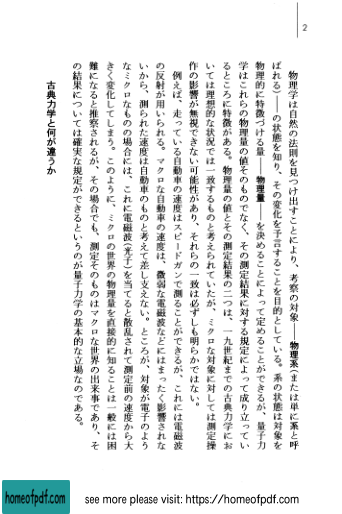 2
物理学は自然の法則を見つけ出すことにより、考察の対象――物理系(または単に系と呼
ばれる)――の状態を知り、その変化を予言することを目的としている。系の状態は対象を
物理的に特徴づける量――物理量――を決めることによって定めることができるが、量子力
学はこれらの物理量の値そのものでなく、その測定結果に対する規定によって成り立ってい
るところに特徴がある。物理量の値とその測定結果の二つは、一九世紀までの古典力学にお
いては理想的な状況では一致するものと考えられていたが、ミクロな対象に対しては測定操
作の影響が無視できない可能性があり、それらの一致は必ずしも明らかではない。
例えば、走っている自動車の速度はスピードガンで測ることができるが、これには電磁波
の反射が用いられる。マクロな自動車の速度は、微弱な電磁波などにはまったく影響されな
いから、測られた速度は自動車のものと考えて差し支えない。ところが、対象が電子のよう
なミクロなものの場合には、これに電磁波(光子)を当てると散乱されて測定前の速度から大
きく変化してしまう。このように、ミクロの世界の物理量を直接的に知ることは一般には困
難になると推察されるが、その場合でも、測定そのものはマクロな世界の出来事であり、そ
の結果については確実な規定ができるというのが量子力学の基本的な立場なのである。
古典力学と何が違うか
homeofpdf.com
see more please visit: https://homeofpdf.com